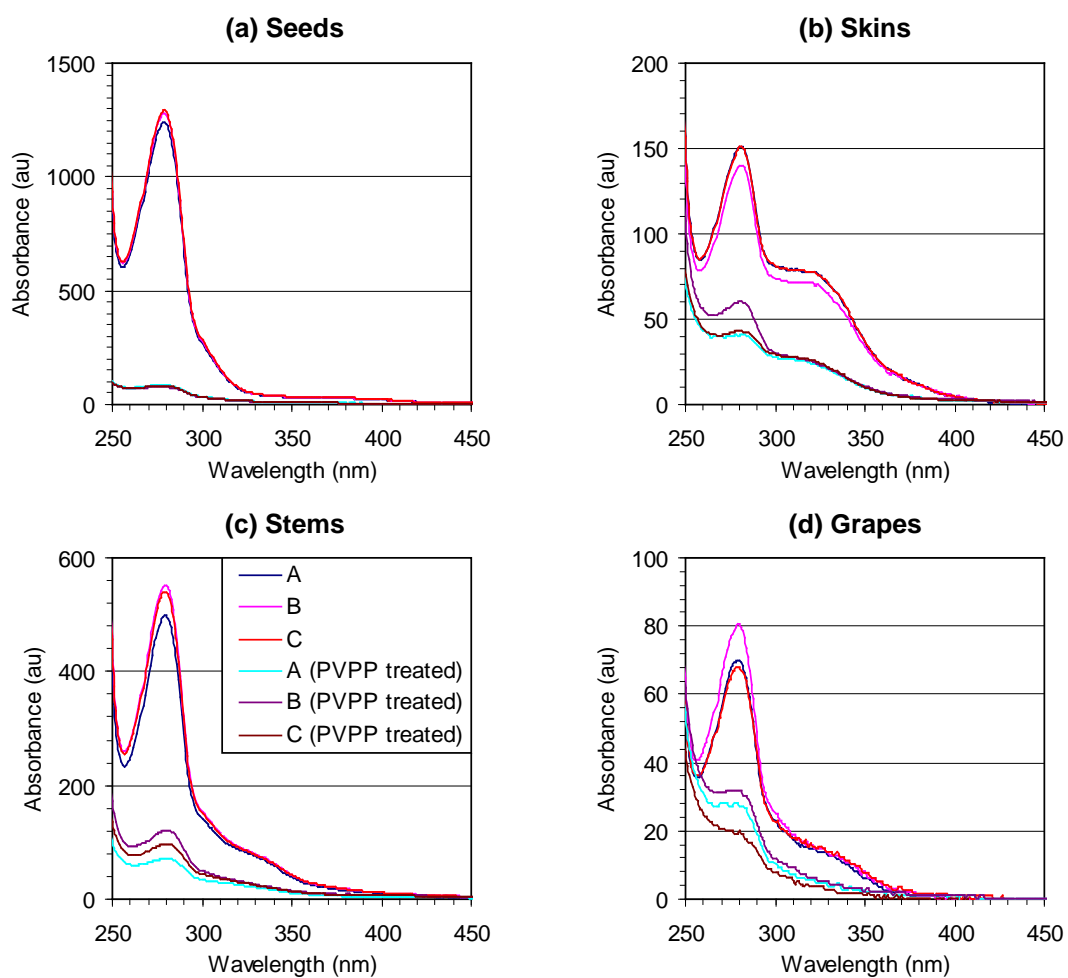 (a) Seeds
1500
1000
500
0
250 300 350 400 450
Absorbance (au)
Wavelength (nm)
(b) Skins
200
150
100
50
0
250 300 350 400 450
Absorbance (au)
Wavelength (nm)
(c) Stems
600
400
200
0
250 300 350 400 450
Absorbance (au)
Wavelength (nm)
A
B
C
A (PVPP treated)
B (PVPP treated)
C (PVPP treated)
(d) Grapes
100
80
60
40
20
0
250 300 350 400 450
Absorbance (au)
Wavelength (nm)